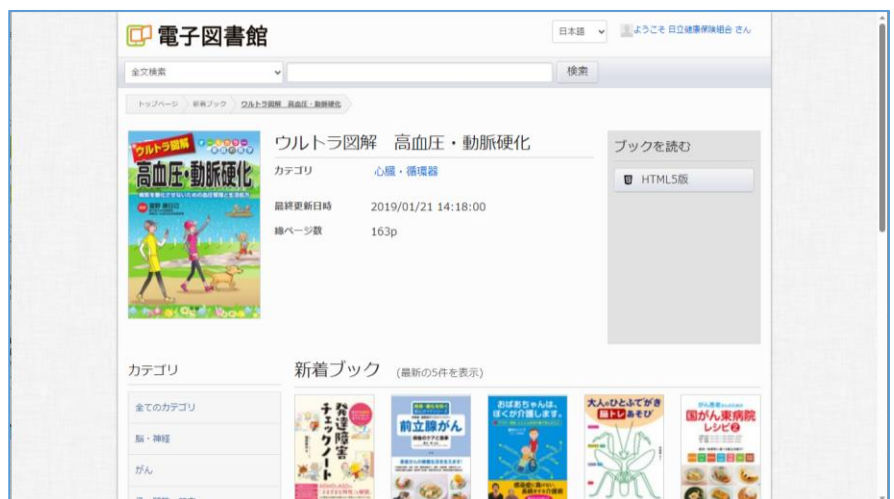 電子図書館
日本語
ようこそ 日立健康保険組合 さん
全文検索
検索
トップページ
新着ブック
ウルトラ図解 高血圧・動脈硬化
ウルトラ図解
高血圧・動脈硬化
ウルトラ図解 高血圧・動脈硬化
カテゴリ
心臓・循環器
最終更新日時
2019/01/21 14:18:00
総ページ数
163p
ブックを読む
HTML5版
カテゴリ
全てのカテゴリ
脳・神経
がん
新着ブック (最新の5件を表示)
発達障害
チェックノート
前立腺がん
おばあちゃんは、
ぼくが介護します。
大人のひとふでがき
脳トレあそび
国がん東病院
レシピ2